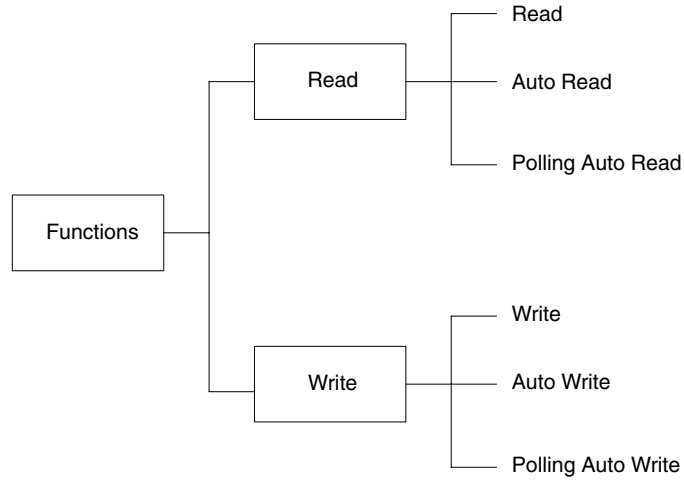 Read
Read
Auto Read
Polling Auto Read
Functions
Write
Write
Auto Write
Polling Auto Write